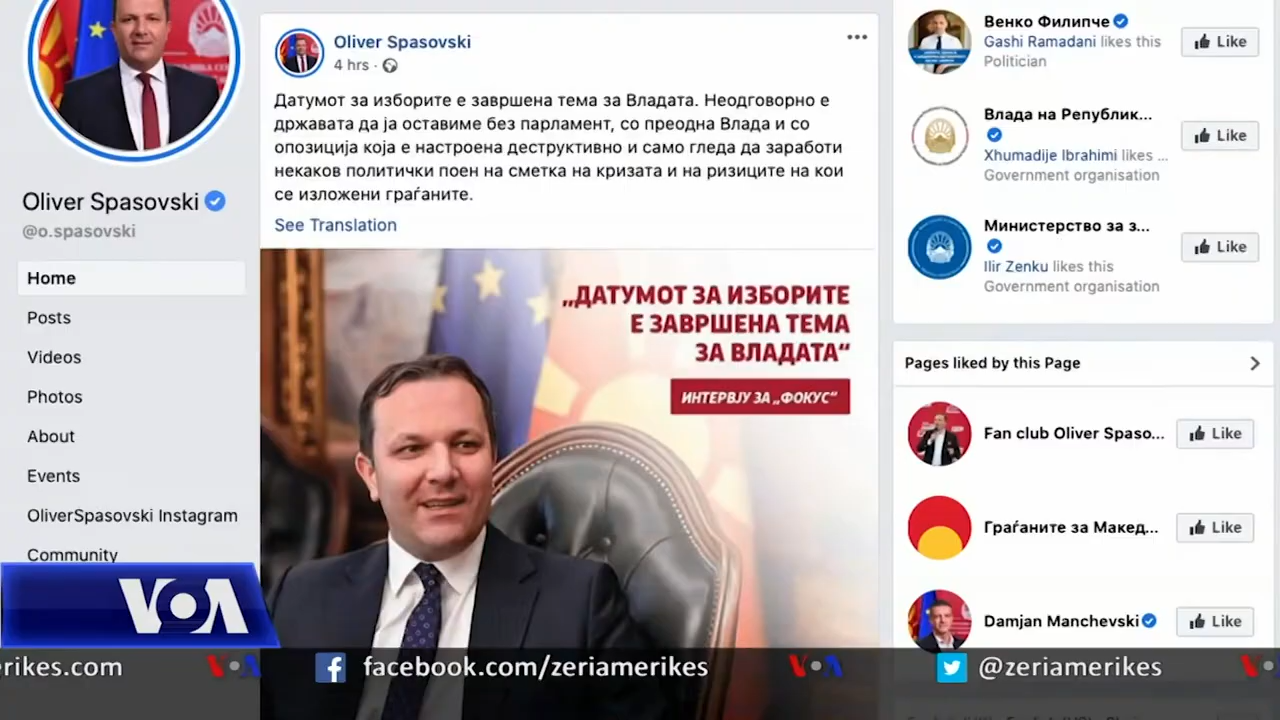 Oliver Spasovski
@o.spasovski
Home
Posts
Videos
Photos
About
Events
OliverSpasovski Instagram
Community
Oliver Spasovski
4 hrs ·
Датумот за изборите е завршена тема за Владата. Неодговорно е
државата да ја оставиме без парламент, со преодна Влада и со
опозиција која е настроена деструктивно и само гледа да заработи
некаков политички поен на сметка на кризата и на ризиците на кои
се изложени граѓаните.
See Translation
„ДАТУМОТ ЗА ИЗБОРИТЕ
Е ЗАВРШЕНА ТЕМА
ЗА ВЛАДАТА“
ИНТЕРВЈУ ЗА „ФОКУС“
Венко Филипче
Gashi Ramadani likes this
Politician
Like
Влада на Републик...
Xhumadije Ibrahimi likes ...
Government organisation
Like
Министерство за з...
Ilir Zenku likes this
Government organisation
Like
Pages liked by this Page
Fan club Oliver Spaso...
Like
Граѓаните за Макед...
Like
Damjan Manchevski
Like
VOA
erikes.com
VOA
facebook.com/zeriamerikes
VOA
@zeriamerikes